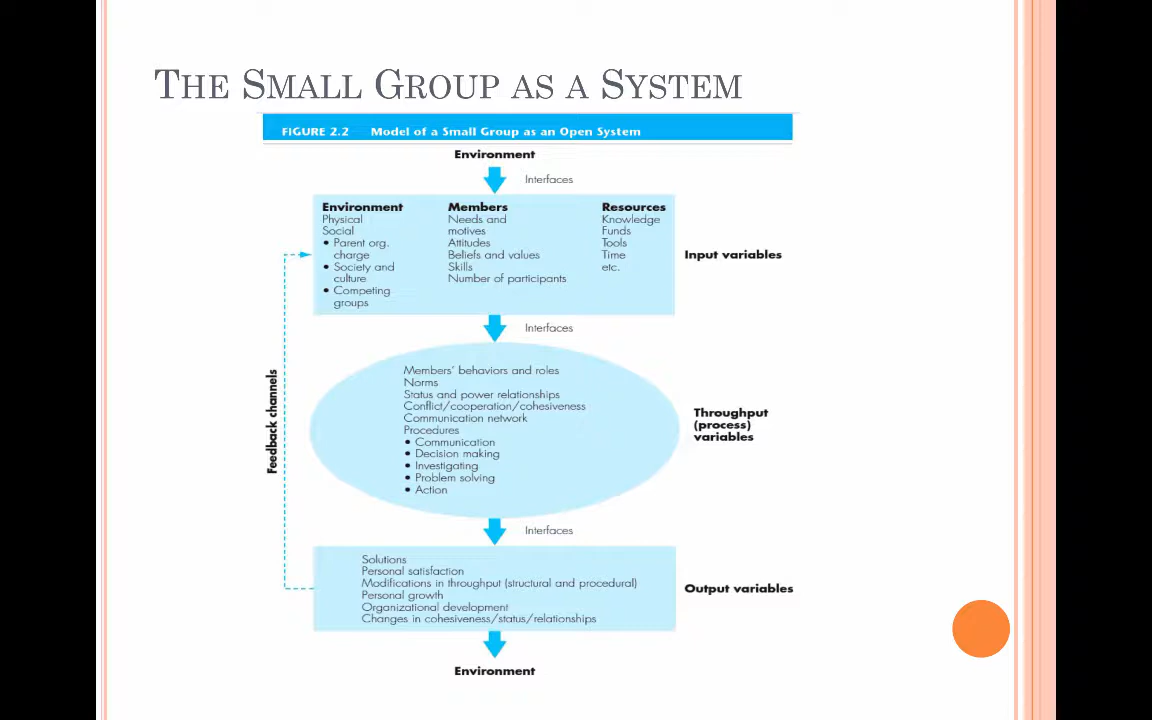 THE SMALL GROUP AS A SYSTEM
FIGURE 2.2 Model of a Small Group as an Open System
Environment
Interfaces
Environment
Physical
Social
• Parent org.
charge
• Society and
culture
• Competing
groups
Members
Needs and
motives
Attitudes
Beliefs and values
Skills
Number of participants
Resources
Knowledge
Funds
Tools
Time
etc.
Input variables
Interfaces
Feedback channels
Members' behaviors and roles
Norms
Status and power relationships
Conflict/cooperation/cohesiveness
Communication network
Procedures
• Communication
• Decision making
• Investigating
• Problem solving
• Action
Throughput
(process)
variables
Interfaces
Solutions
Personal satisfaction
Modifications in throughput (structural and procedural)
Personal growth
Organizational development
Changes in cohesiveness/status/relationships
Output variables
Environment